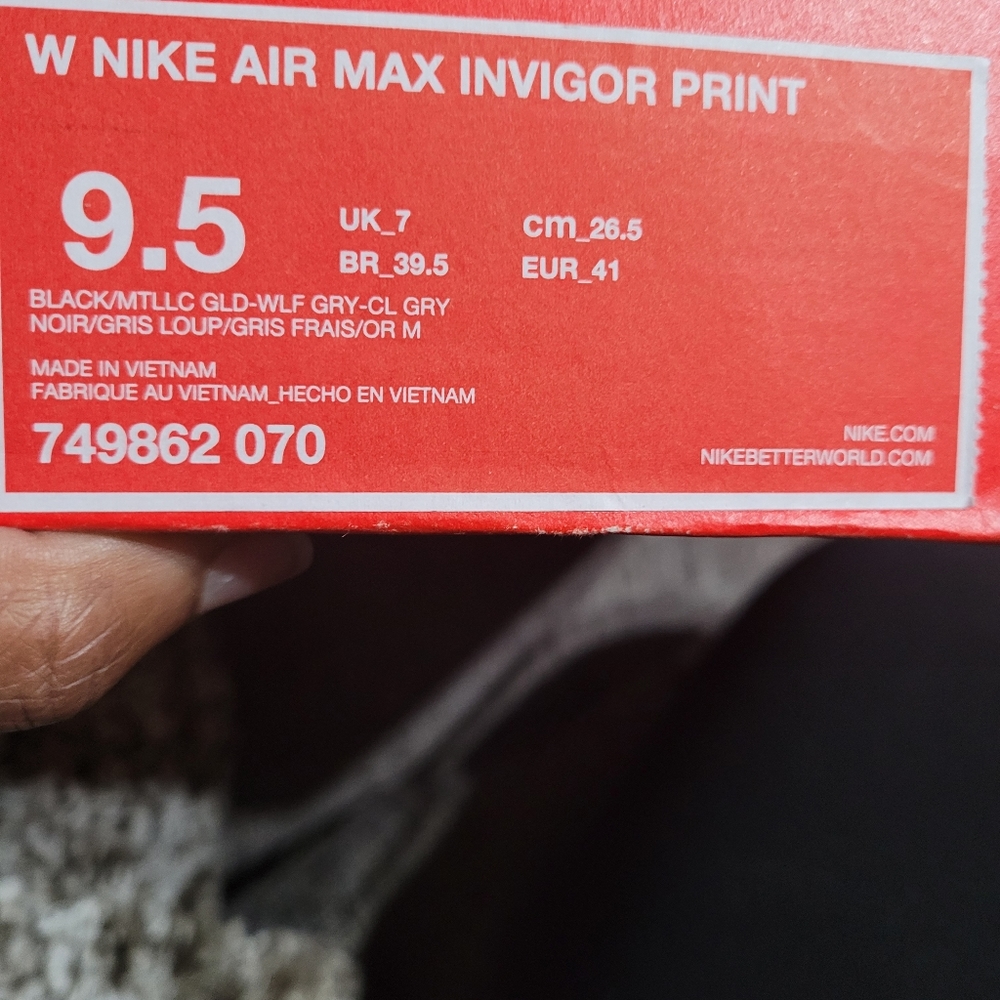 W NIKE AIR MAX INVIGOR PRINT
9.5
UK_7 cm_26.5
BR_39.5 EUR_41
BLACK/MTLLC GLD-WLF GRY-CL GRY
NOIR/GRIS LOUP/GRIS FRAIS/OR M
MADE IN VIETNAM
FABRIQUE AU VIETNAM_HECHO EN VIETNAM
749862 070
NIKE.COM
NIKEBETTERWORLD.COM